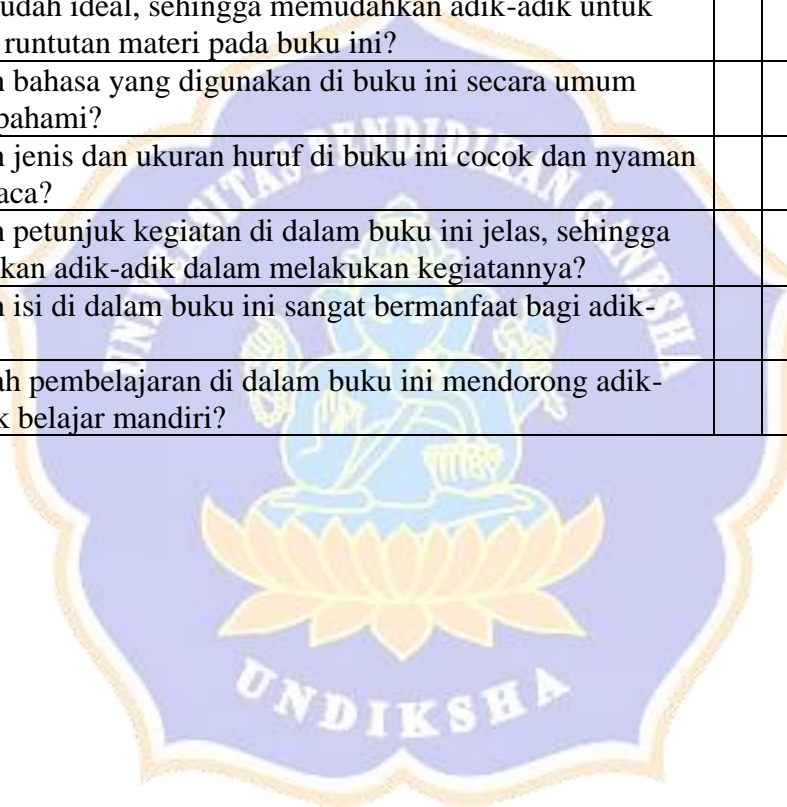 udah ideal, sehingga memudahkan adik-adik untuk
runtutan materi pada buku ini?
n bahasa yang digunakan di buku ini secara umum
pahami?
n jenis dan ukuran huruf di buku ini cocok dan nyaman
aca?
n petunjuk kegiatan di dalam buku ini jelas, sehingga
kan adik-adik dalam melakukan kegiatannya?
n isi di dalam buku ini sangat bermanfaat bagi adik-
ah pembelajaran di dalam buku ini mendorong adik-
k belajar mandiri?
UNIVERSITAS PENDIDIKAN GANESHA
UNDIKSHA